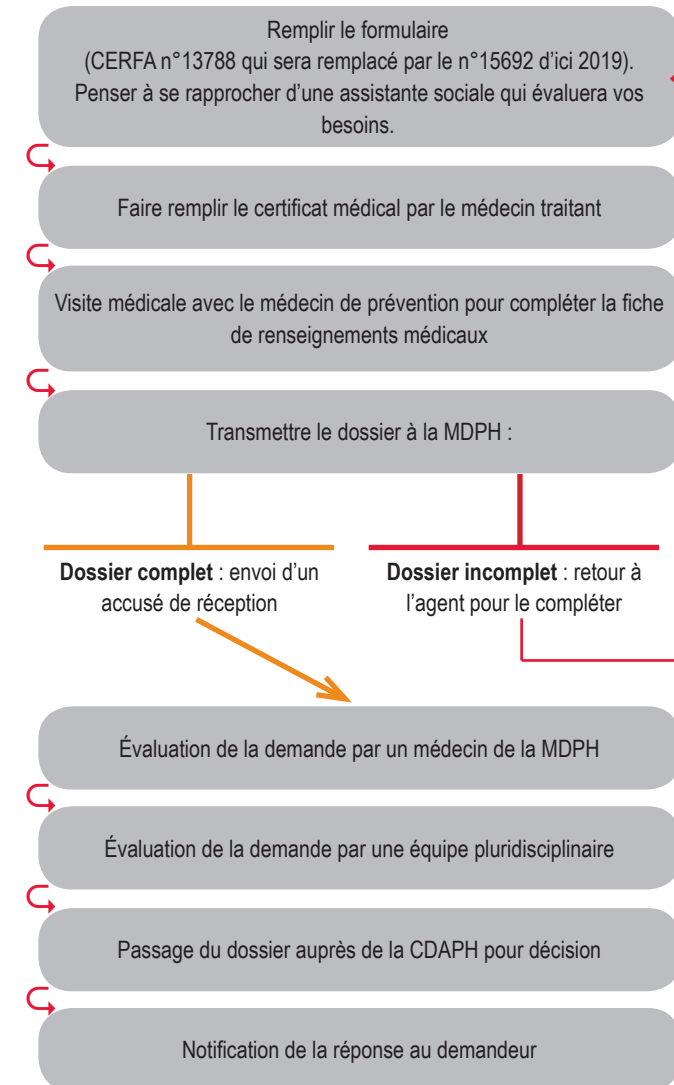 Remplir le formulaire
(CERFA n°13788 qui sera remplacé par le n°15692 d’ici 2019).
Penser à se rapprocher d’une assistante sociale qui évaluera vos
besoins.
Faire remplir le certificat médical par le médecin traitant
Visite médicale avec le médecin de prévention pour compléter la fiche
de renseignements médicaux
Transmettre le dossier à la MDPH :
Dossier complet : envoi d’un
accusé de réception
Dossier incomplet : retour à
l’agent pour le compléter
Évaluation de la demande par un médecin de la MDPH
Évaluation de la demande par une équipe pluridisciplinaire
Passage du dossier auprès de la CDAPH pour décision
Notification de la réponse au demandeur